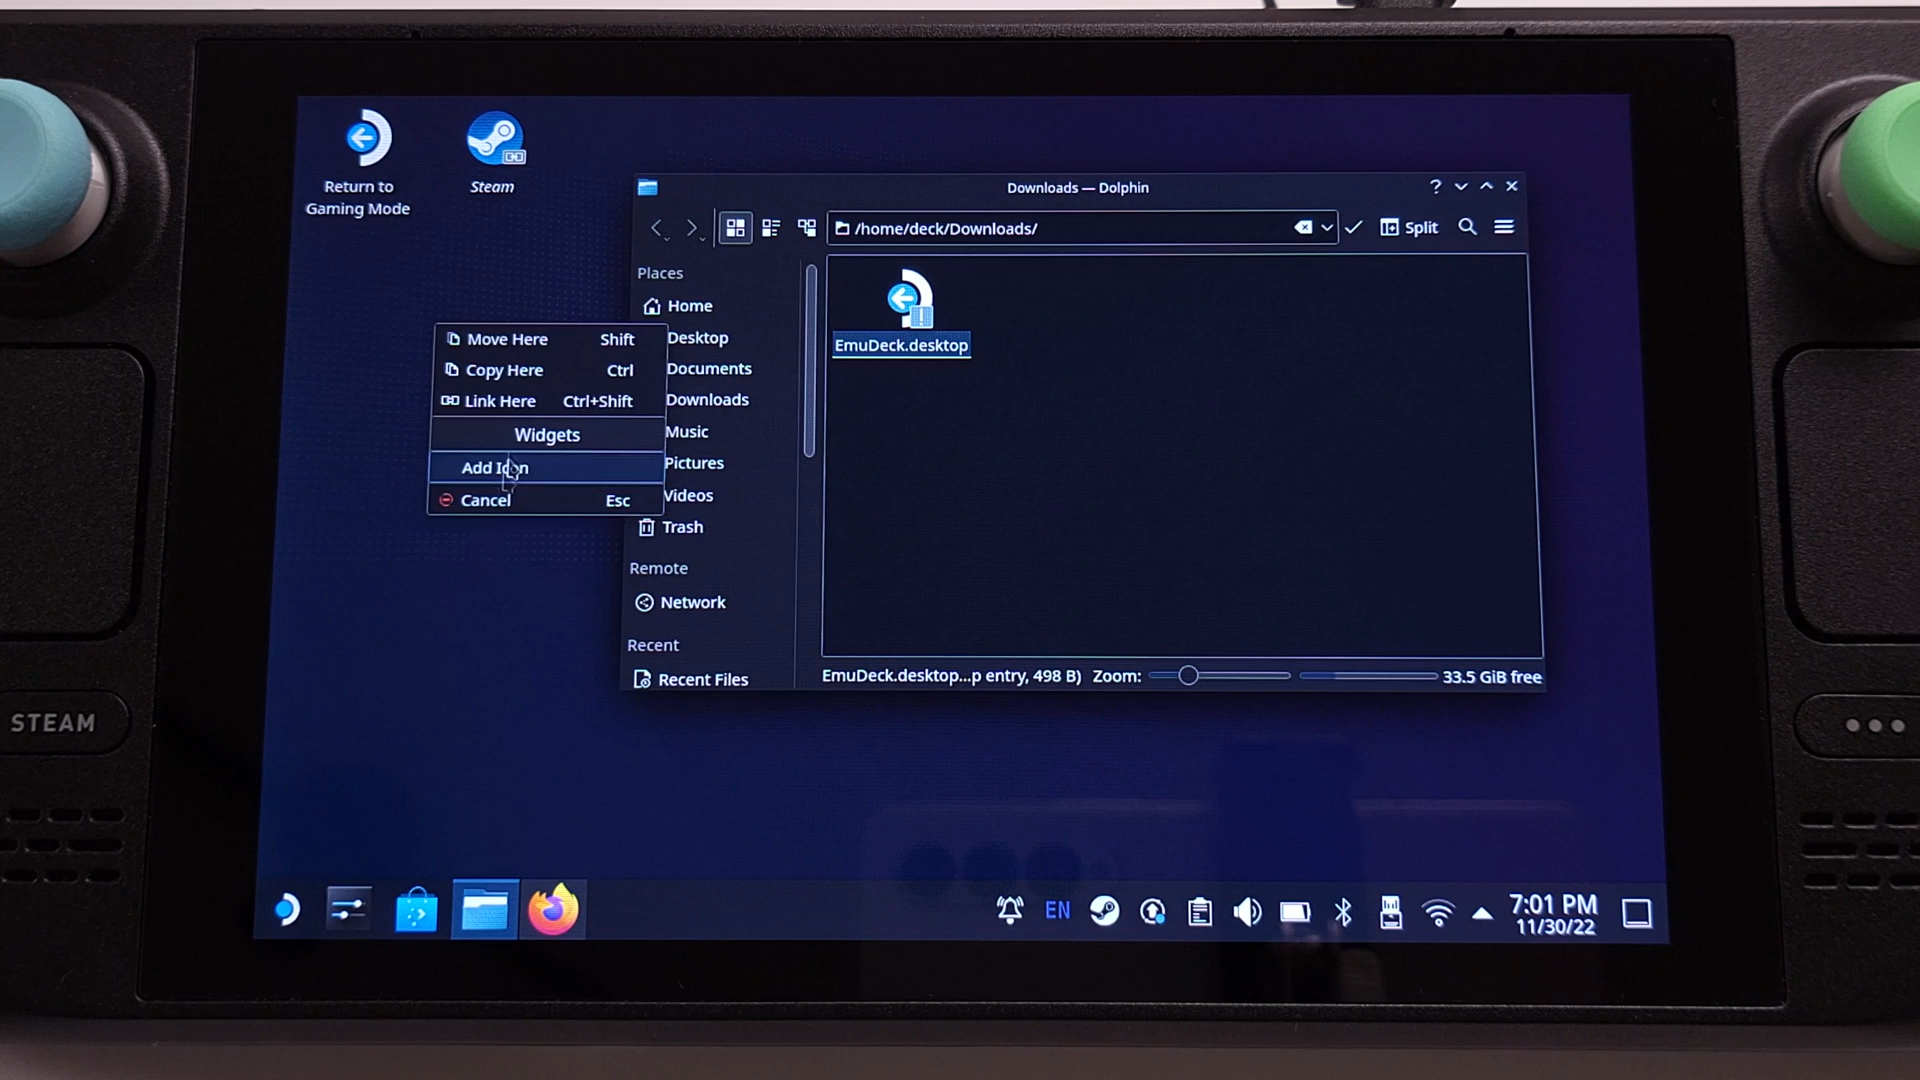 Return to
Gaming Mode
Steam
Downloads — Dolphin
/home/deck/Downloads/
Split
Places
Home
Desktop
Documents
Downloads
Music
Pictures
Videos
Trash
Remote
Network
Recent
Recent Files
Move Here Shift
Copy Here Ctrl
Link Here Ctrl+Shift
Widgets
Add Icon
Cancel Esc
EmuDeck.desktop
EmuDeck.desktop...p entry, 498 B) Zoom: 33.5 GiB free
STEAM
EN
7:01 PM
11/30/22